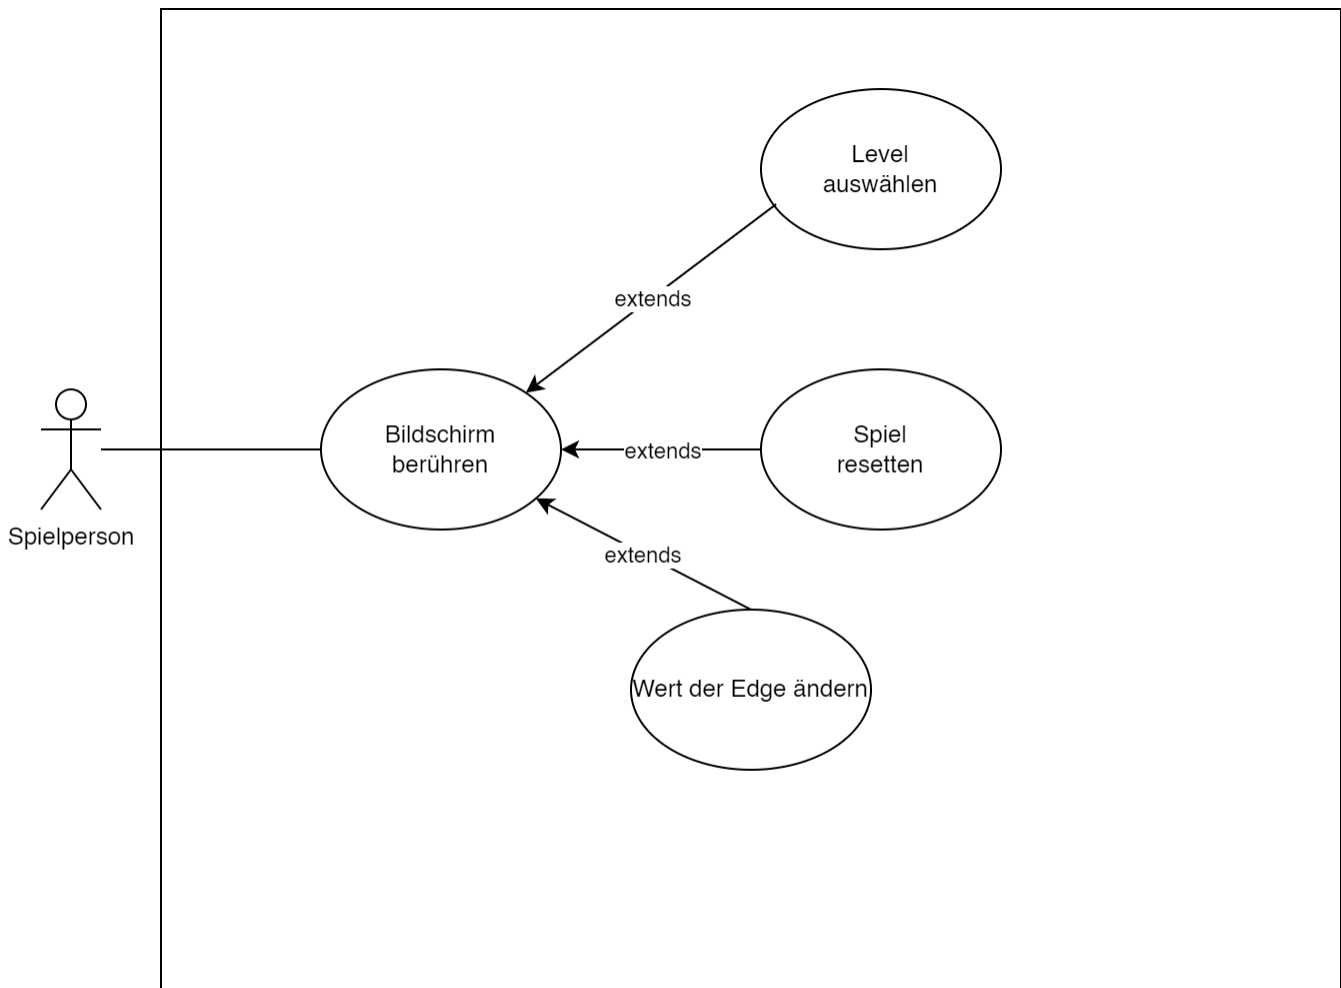 Level
auswählen
extends
Bildschirm
berühren
extends
Spiel
resetten
Spielperson
extends
Wert der Edge ändern